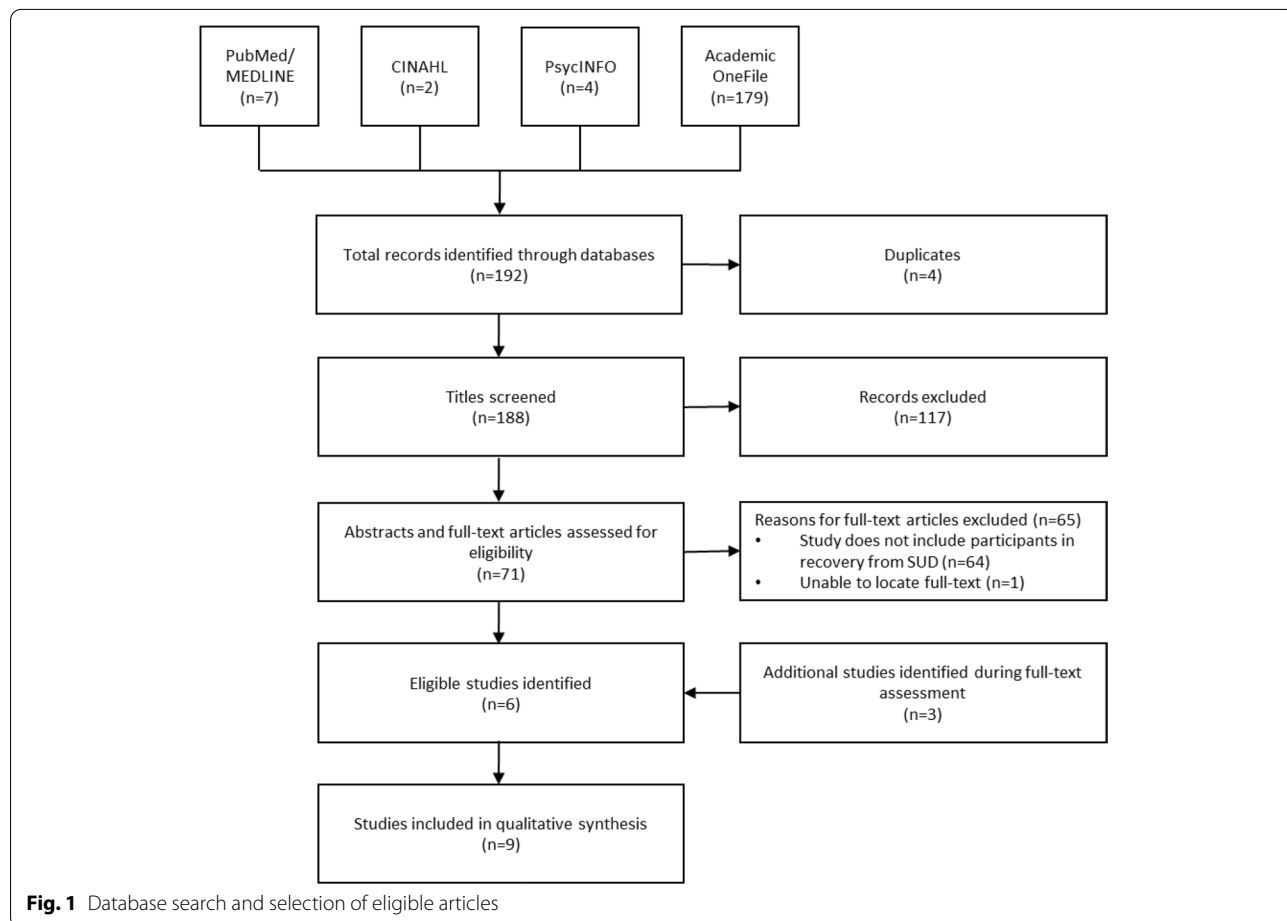 PubMed/
MEDLINE
(n=7)
CINAHL
(n=2)
PsycINFO
(n=4)
Academic
OneFile
(n=179)
Total records identified through databases
(n=192)
Duplicates
(n=4)
Titles screened
(n=188)
Records excluded
(n=117)
Abstracts and full-text articles assessed for
eligibility
(n=71)
Reasons for full-text articles excluded (n=65)
• Study does not include participants in
recovery from SUD (n=64)
• Unable to locate full-text (n=1)
Eligible studies identified
(n=6)
Additional studies identified during full-text
assessment
(n=3)
Studies included in qualitative synthesis
(n=9)
Fig. 1 Database search and selection of eligible articles